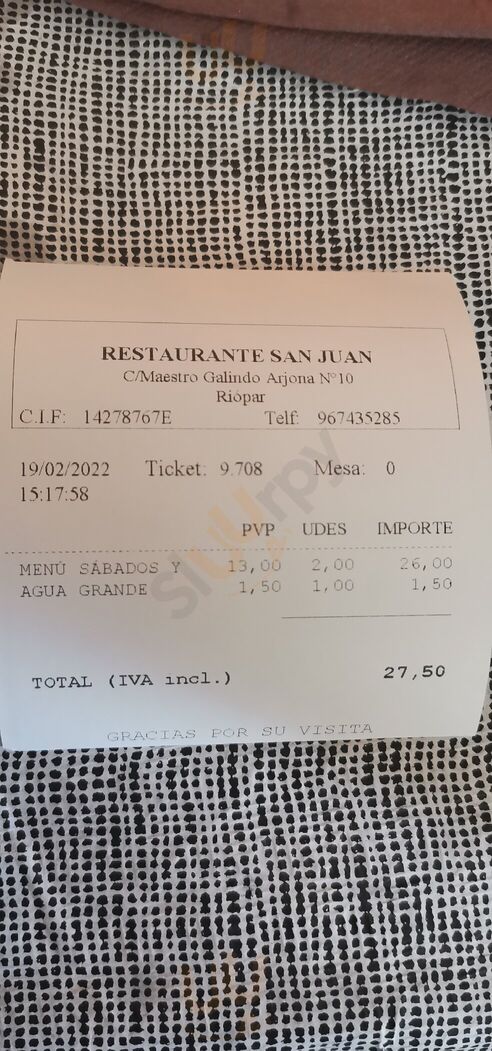 RESTAURANTE SAN JUAN
C/Maestro Galindo Arjona Nº10
Riópar
C.I.F: 14278767E Telf: 967435285
19/02/2022 Ticket: 9.708 Mesa: 0
15:17:58
PVP UDES IMPORTE
MENÚ SÁBADOS Y 13,00 2,00 26,00
AGUA GRANDE 1,50 1,00 1,50
TOTAL (IVA incl.) 27,50
GRACIAS POR SU VISITA
sluurpy